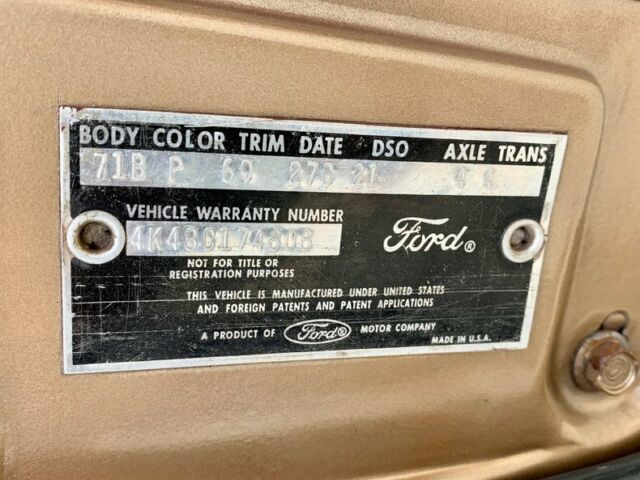 BODY COLOR TRIM DATE DSO AXLE TRANS
71B P 69 27C 21 4 4
VEHICLE WARRANTY NUMBER
4K48C174808
Ford®
NOT FOR TITLE OR
REGISTRATION PURPOSES
THIS VEHICLE IS MANUFACTURED UNDER UNITED STATES
AND FOREIGN PATENTS AND PATENT APPLICATIONS
A PRODUCT OF Ford® MOTOR COMPANY
MADE IN U.S.A.